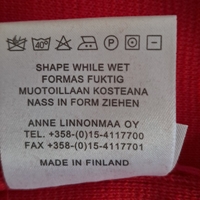 40°
SHAPE WHILE WET
FORMAS FUKTIG
MUOTOILLAAN KOSTEANA
NASS IN FORM ZIEHEN
ANNE LINNONMAA OY
TEL +358-(0)15-4117700
FAX +358-(0)15-4117701
MADE IN FINLAND